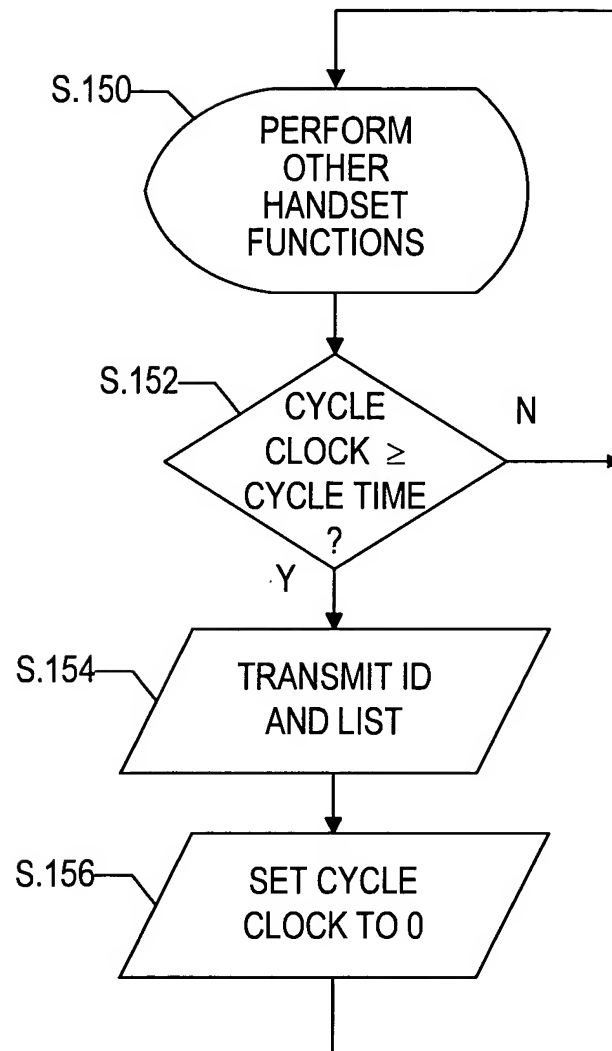 S.150
PERFORM
OTHER
HANDSET
FUNCTIONS
S.152
CYCLE
CLOCK ≥
CYCLE TIME
?
N
Y
S.154
TRANSMIT ID
AND LIST
S.156
SET CYCLE
CLOCK TO 0